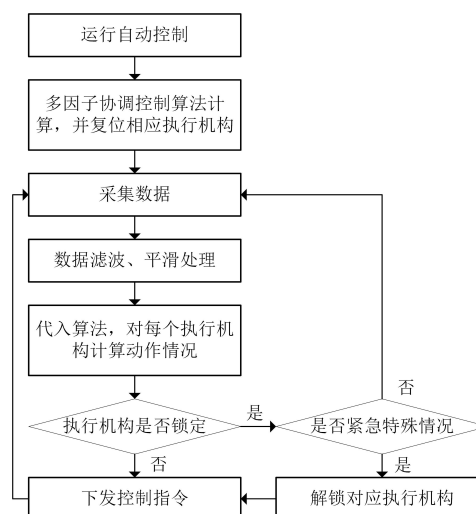 运行自动控制
多因子协调控制算法计
算，并复位相应执行机构
采集数据
数据滤波、平滑处理
代入算法，对每个执行机
构计算动作情况
执行机构是否锁定
是
是否紧急特殊情况
否
否
是
下发控制指令
解锁对应执行机构